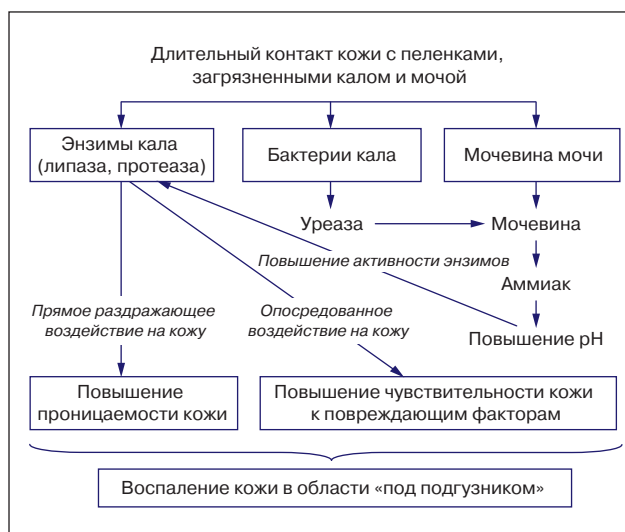 Длительный контакт кожи с пеленками,
загрязненными калом и мочой
Энзимы кала
(липаза, протеаза)
Бактерии кала
Мочевина мочи
Уреаза
Мочевина
Повышение активности энзимов
Аммиак
Прямое раздражающее
воздействие на кожу
Опосредованное
воздействие на кожу
Повышение pH
Повышение
проницаемости кожи
Повышение чувствительности кожи
к повреждающим факторам
Воспаление кожи в области «под подгузником»